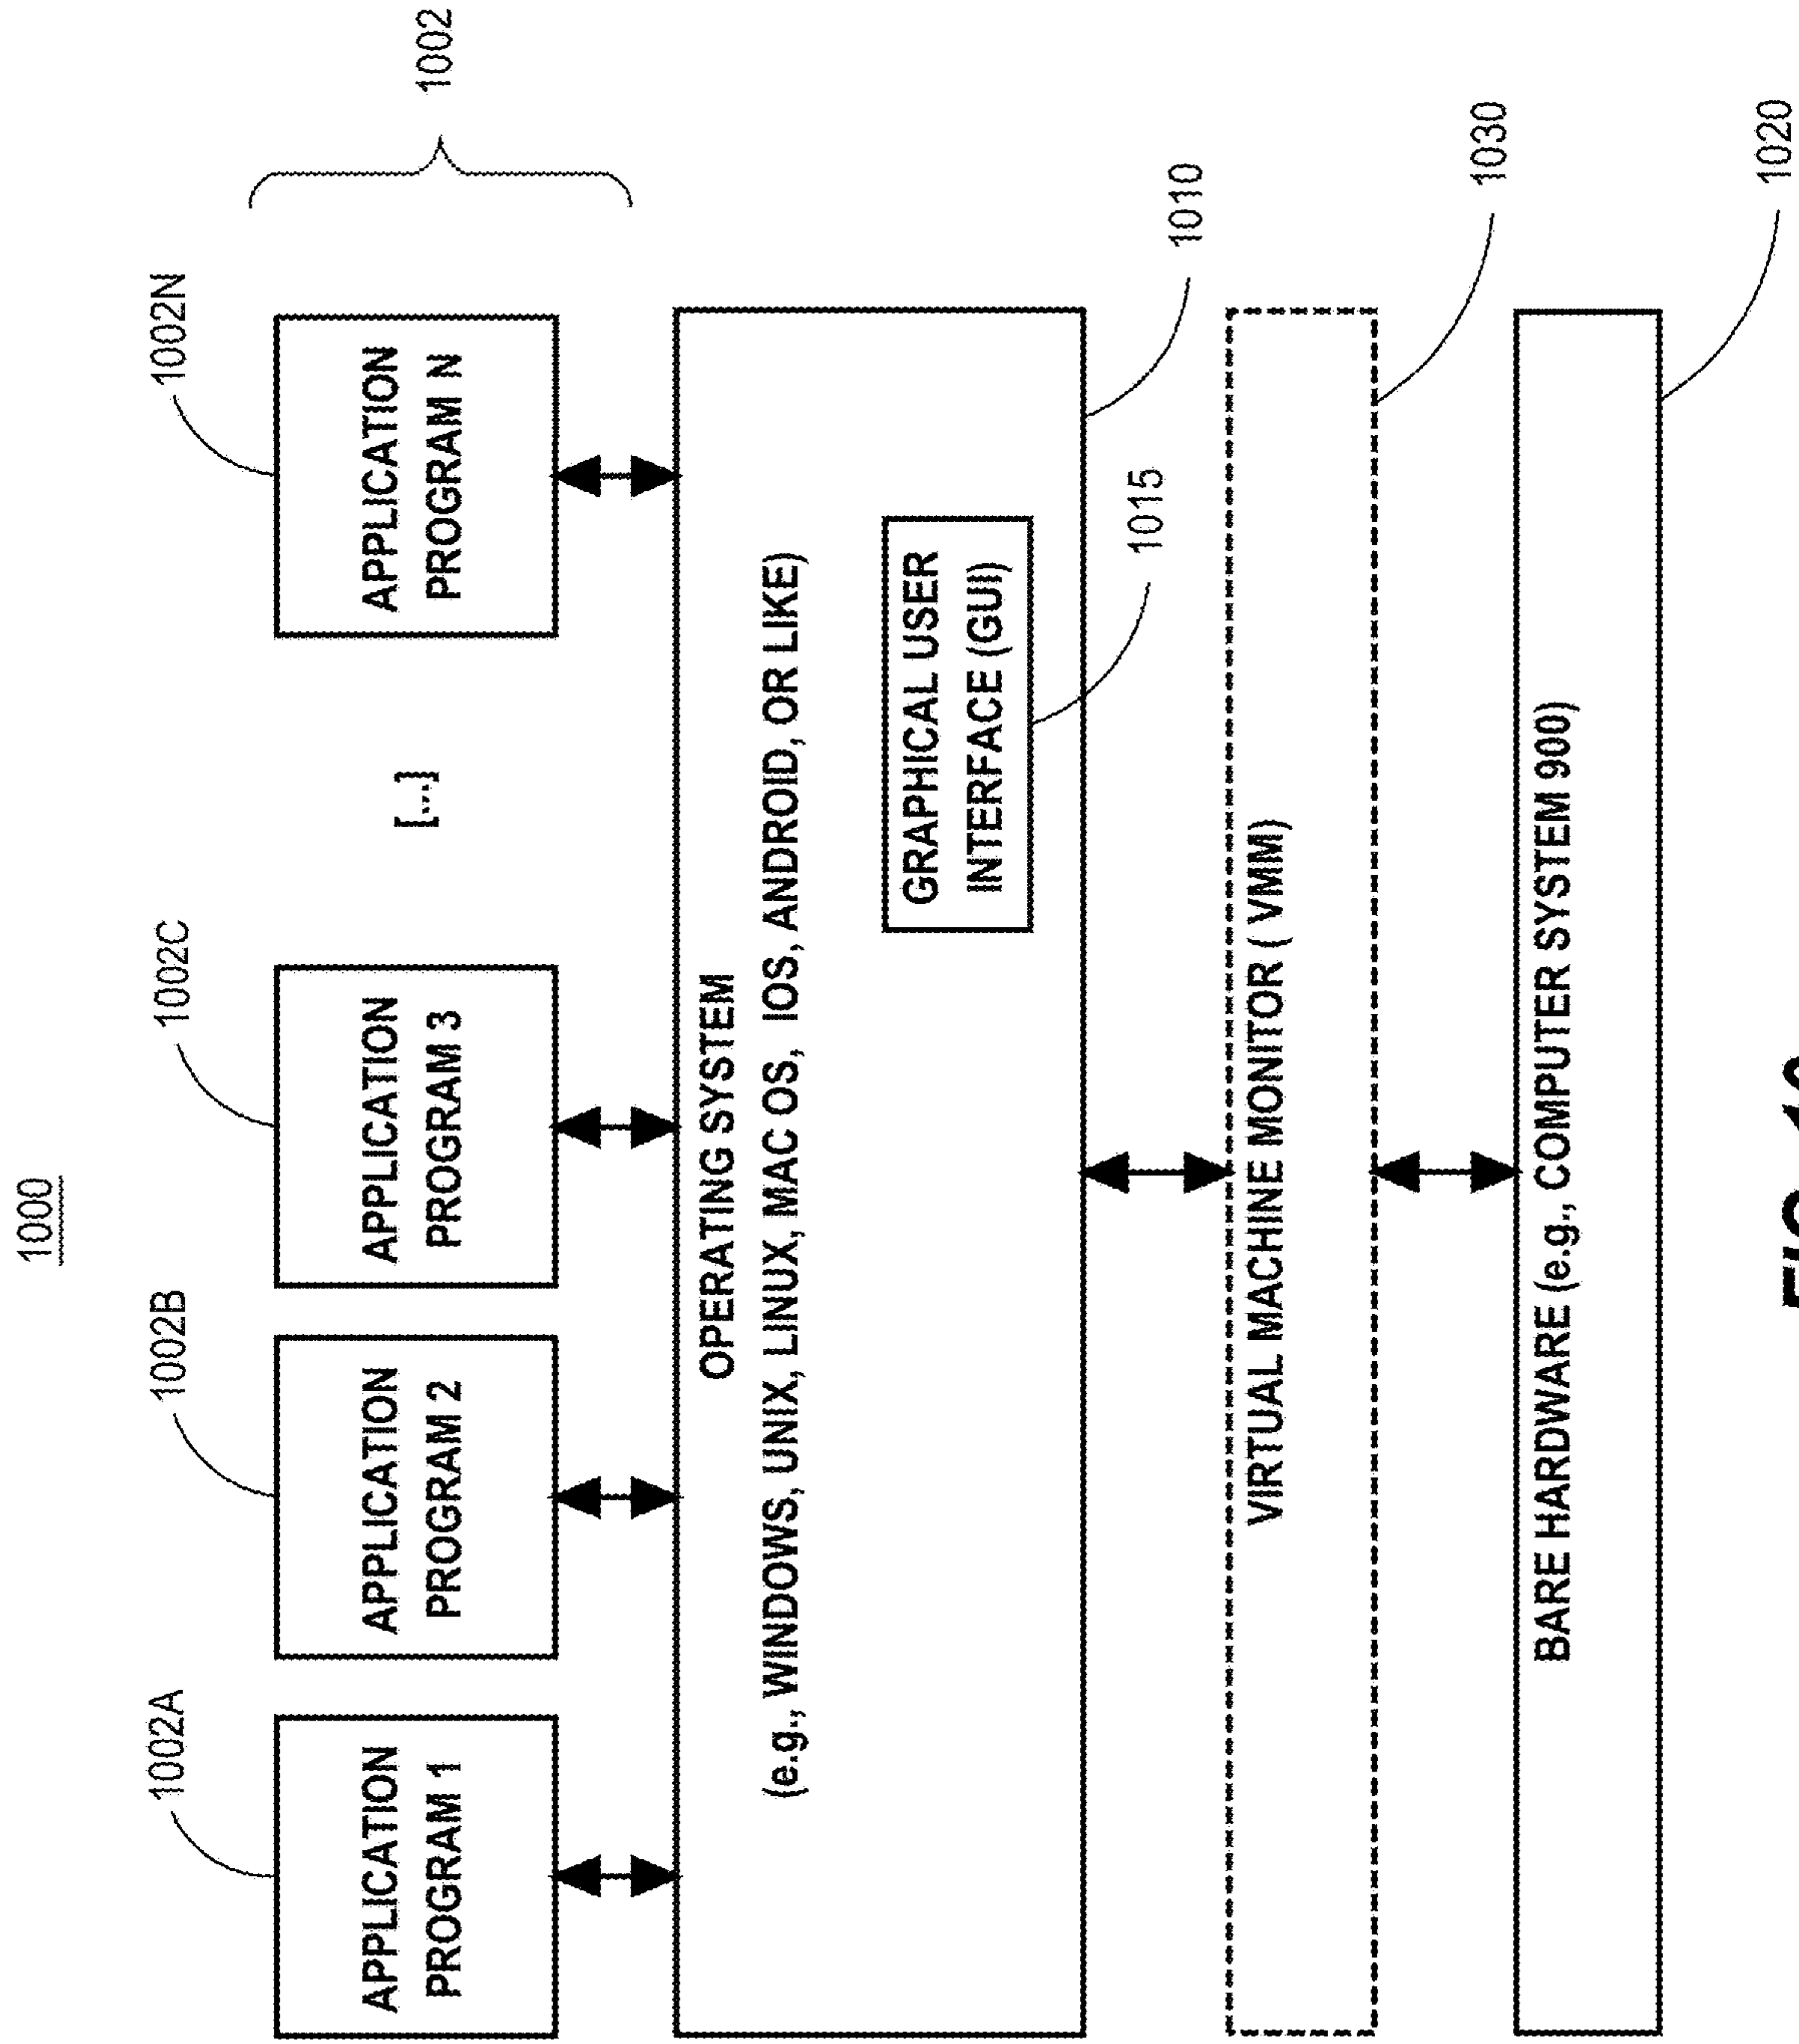 1000
1002A
1002B
1002C
1002N
APPLICATION
PROGRAM 1
APPLICATION
PROGRAM 2
APPLICATION
PROGRAM 3
[...]
APPLICATION
PROGRAM N
1002
OPERATING SYSTEM
(e.g., WINDOWS, UNIX, LINUX, MAC OS, IOS, ANDROID, OR LIKE)
GRAPHICAL USER
INTERFACE (GUI)
1015
1010
VIRTUAL MACHINE MONITOR ( VMM)
1030
BARE HARDWARE (e.g., COMPUTER SYSTEM 900)
1020